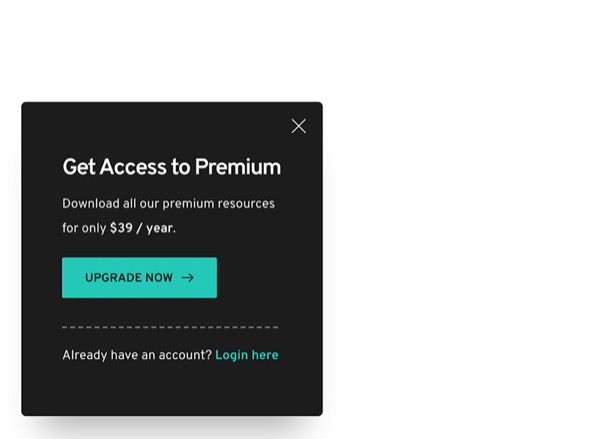 Get Access to Premium
Download all our premium resources
for only $39 / year.
UPGRADE NOW →
Already have an account? Login here